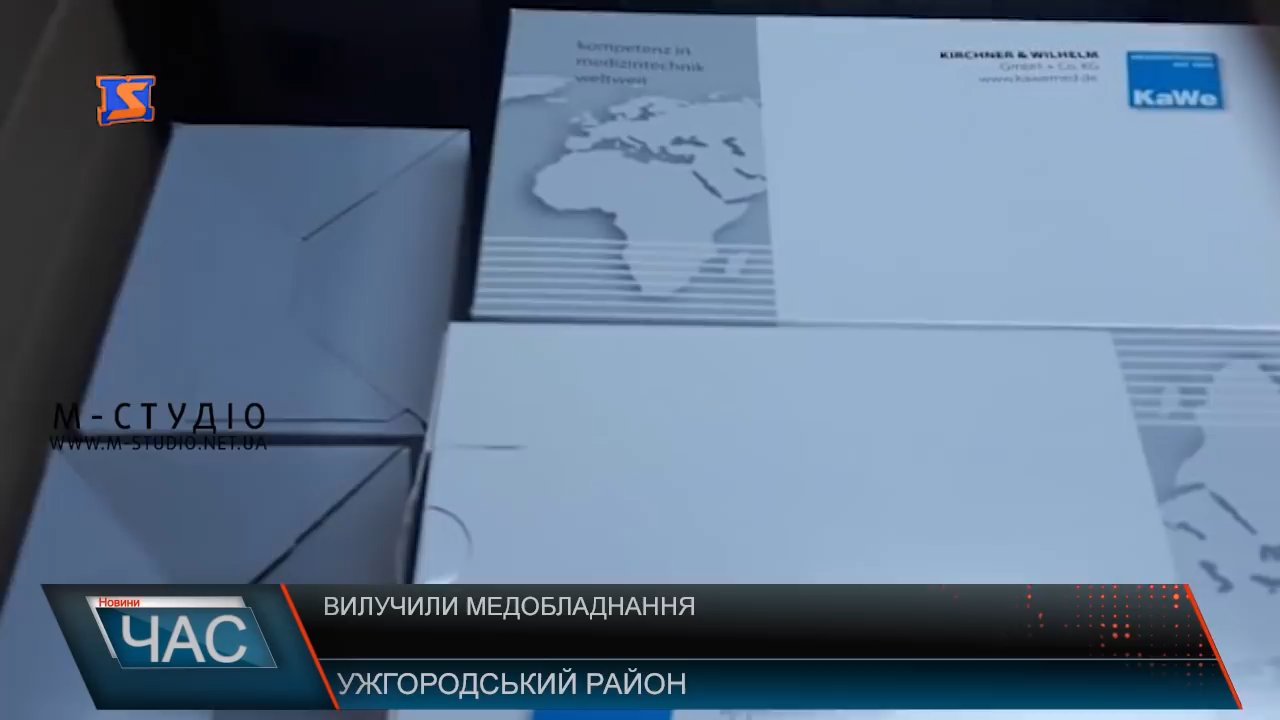 kompetenz in
medizintechnik
weltweit
KIRCHNER & WILHELM
GmbH + Co. KG
www.kawemed.de
KaWe
М-СТУДІО
WWW.M-STUDIO.NET.UA
Новини
ЧАС
ВИЛУЧИЛИ МЕДОБЛАДНАННЯ
УЖГОРОДСЬКИЙ РАЙОН